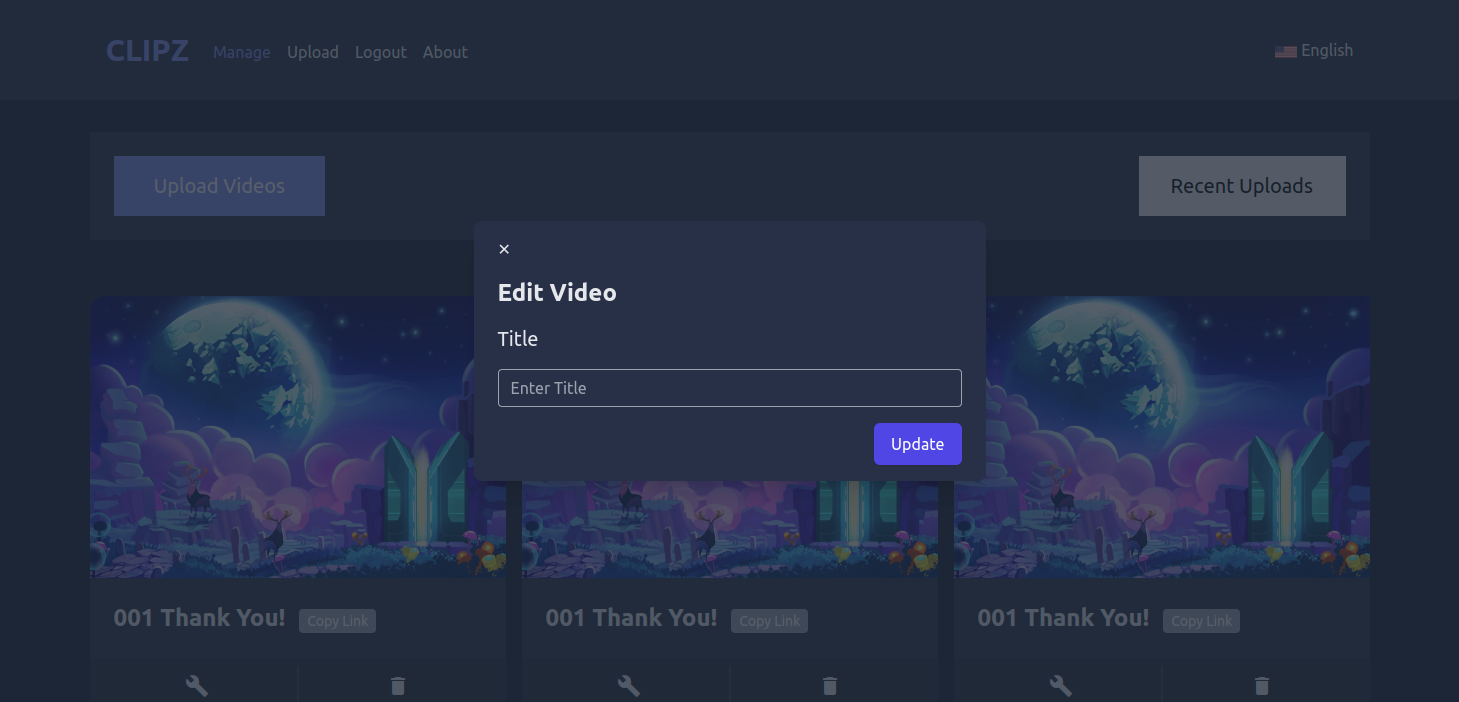 CLIPZ Manage Upload Logout About English
Upload Videos Recent Uploads
×
Edit Video
Title
Enter Title
Update
001 Thank You! Copy Link 001 Thank You! Copy Link 001 Thank You! Copy Link